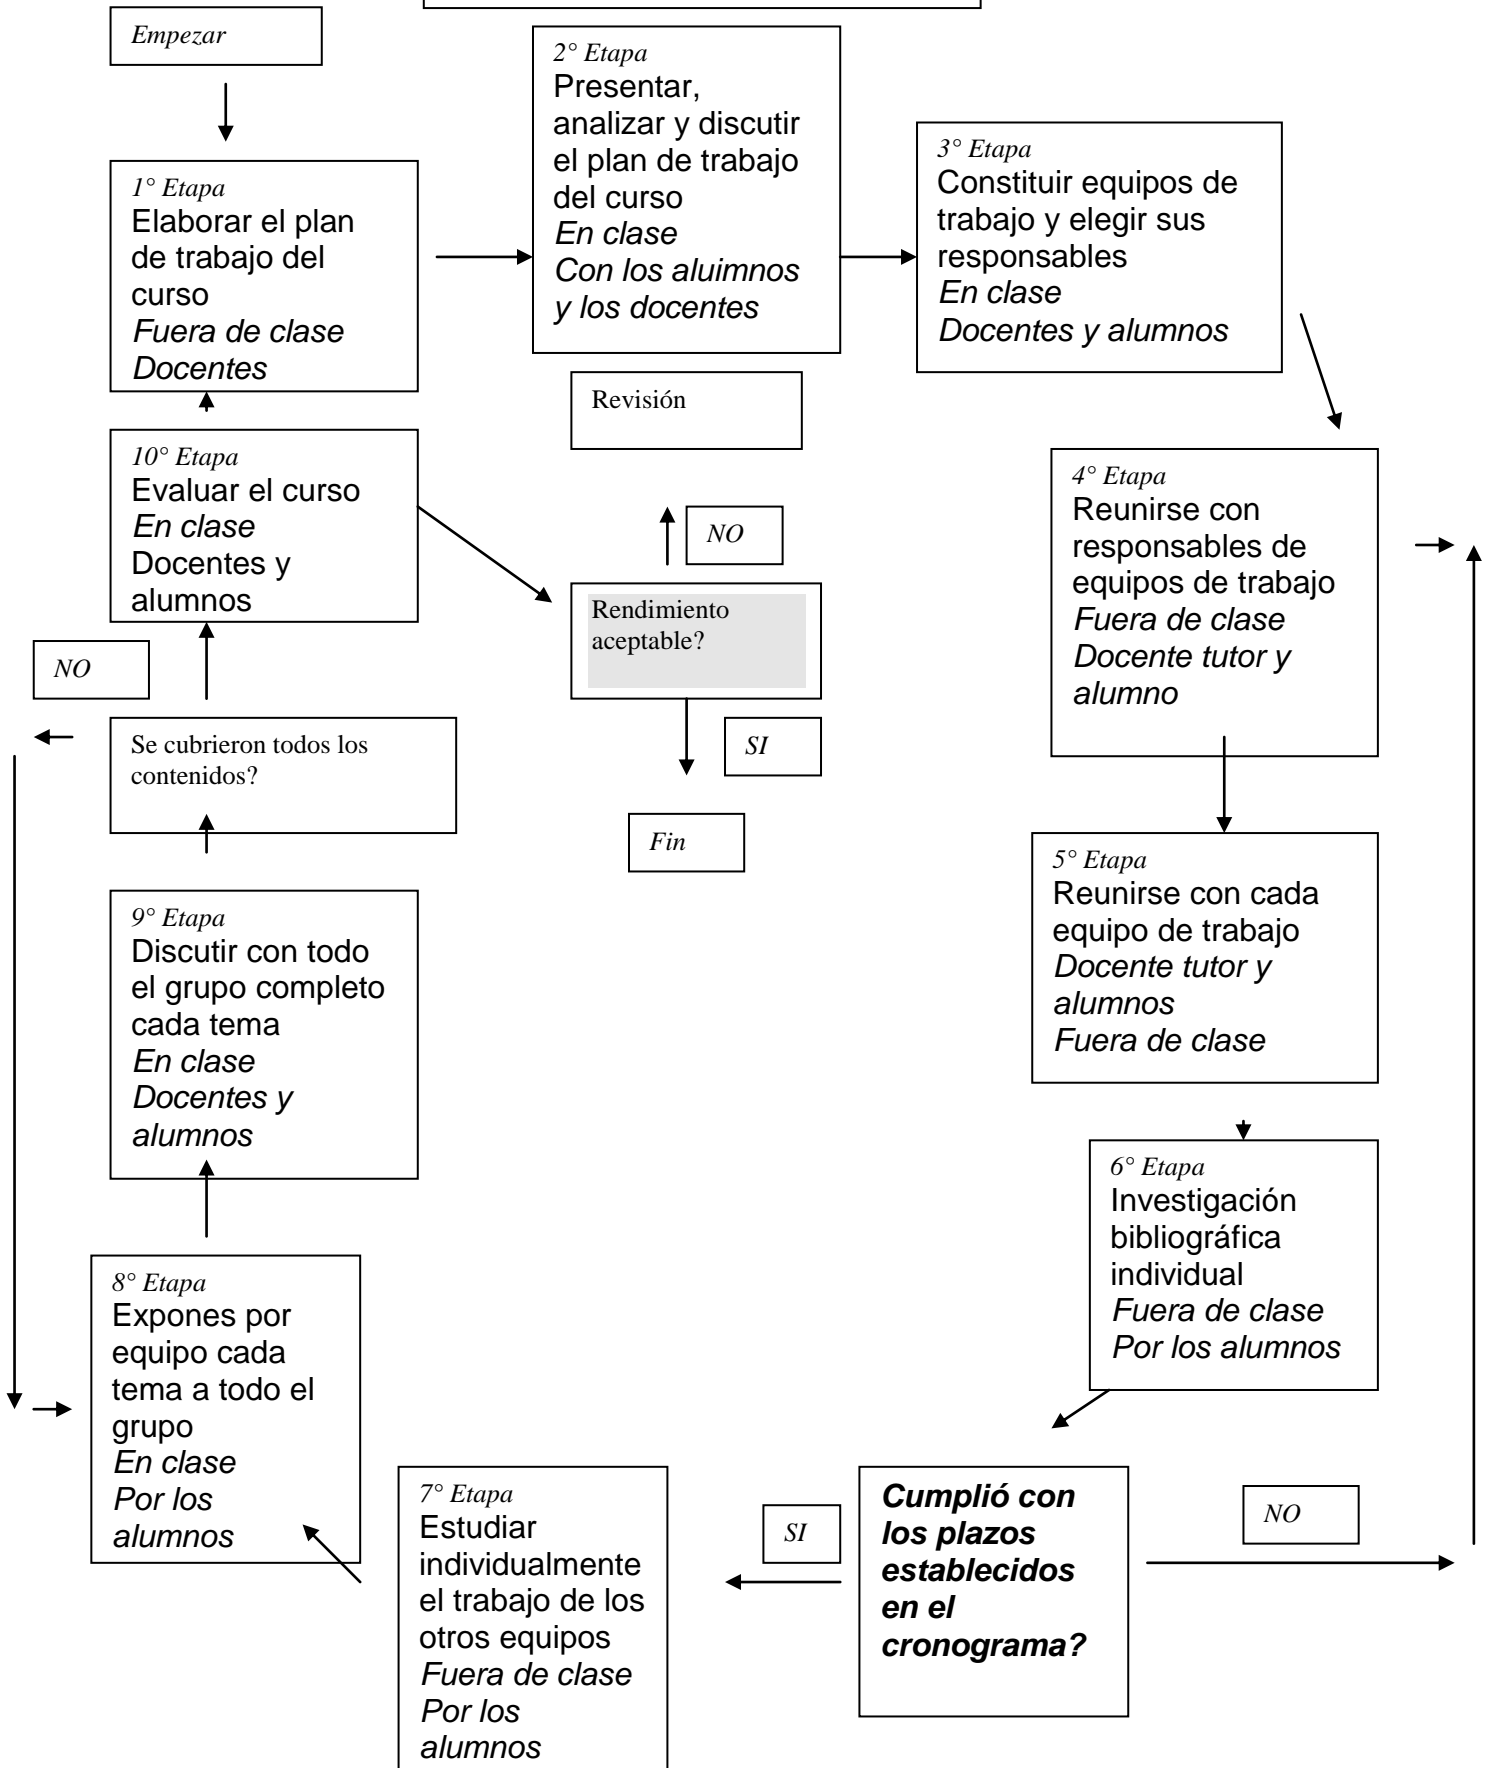 Empezar
1° Etapa
Elaborar el plan
de trabajo del
curso
Fuera de clase
Docentes
2° Etapa
Presentar,
analizar y discutir
el plan de trabajo
del curso
En clase
Con los aluimnos
y los docentes
3° Etapa
Constituir equipos de
trabajo y elegir sus
responsables
En clase
Docentes y alumnos
Revisión
10° Etapa
Evaluar el curso
En clase
Docentes y
alumnos
NO
4° Etapa
Reunirse con
responsables de
equipos de trabajo
Fuera de clase
Docente tutor y
alumno
Rendimiento
aceptable?
NO
Se cubrieron todos los
contenidos?
SI
Fin
5° Etapa
Reunirse con cada
equipo de trabajo
Docente tutor y
alumnos
Fuera de clase
9° Etapa
Discutir con todo
el grupo completo
cada tema
En clase
Docentes y
alumnos
6° Etapa
Investigación
bibliográfica
individual
Fuera de clase
Por los alumnos
8° Etapa
Expones por
equipo cada
tema a todo el
grupo
En clase
Por los
alumnos
7° Etapa
Estudiar
individualmente
el trabajo de los
otros equipos
Fuera de clase
Por los
alumnos
SI
Cumplió con
los plazos
establecidos
en el
cronograma?
NO